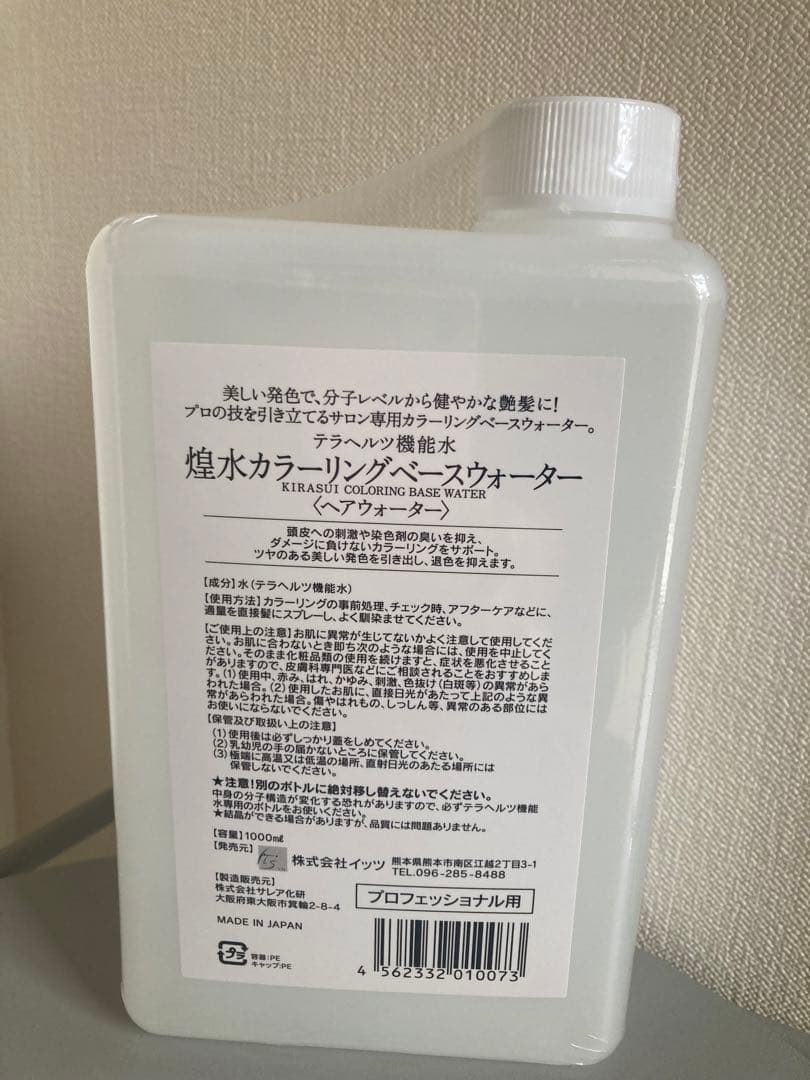 美しい発色で、分子レベルから健やかな艶髪に!
プロの技を引き立てるサロン専用カラーリングベースウォーター。
テラヘルツ機能水
煌水カラーリングベースウォーター
KIRASUI COLORING BASE WATER
〈ヘアウォーター〉
頭皮への刺激や染色剤の臭いを抑え、
ダメージに負けないカラーリングをサポート。
ツヤのある美しい発色を引き出し、退色を抑えます。
【成分】水(テラヘルツ機能水)
【使用方法】カラーリングの事前処理、チェック時、アフターケアなどに、
適量を直接髪にスプレーし、よく馴染ませてください。
【ご使用上の注意】お肌に異常が生じてないかよく注意して使用してくだ
さい。お肌に合わないとき即ち次のような場合には、使用を中止してく
ださい。そのまま化粧品類の使用を続けますと、症状を悪化させること
がありますので、皮膚科専門医などにご相談されることをおすすめしま
す。(1)使用中、赤み、はれ、かゆみ、刺激、色抜け(白斑等)の異常があら
われた場合。(2)使用したお肌に、直接日光があたって上記のような異
常があらわれた場合。傷やはれもの、しっしん等、異常のある部位には
お使いにならないでください。
【保管及び取扱い上の注意】
(1)使用後は必ずしっかり蓋をしめてください。
(2)乳幼児の手の届かないところに保管してください。
(3)極端に高温又は低温の場所、直射日光のあたる場所には
保管しないでください。
★注意!別のボトルに絶対移し替えないでください。
中身の分子構造が変化する恐れがありますので、必ずテラヘルツ機能
水専用のボトルをお使いください。
★結晶ができる場合がありますが、品質には問題ありません。
【容量】1000㎖
【発売元】 its 株式会社イッツ 熊本県熊本市南区江越2丁目3-1
TEL.096-285-8488
【製造販売元】
株式会社サレア化研
大阪府東大阪市箕輪2-8-4
プロフェッショナル用
MADE IN JAPAN
プラ
容器:PE
キャップ:PE
4 562332 010073